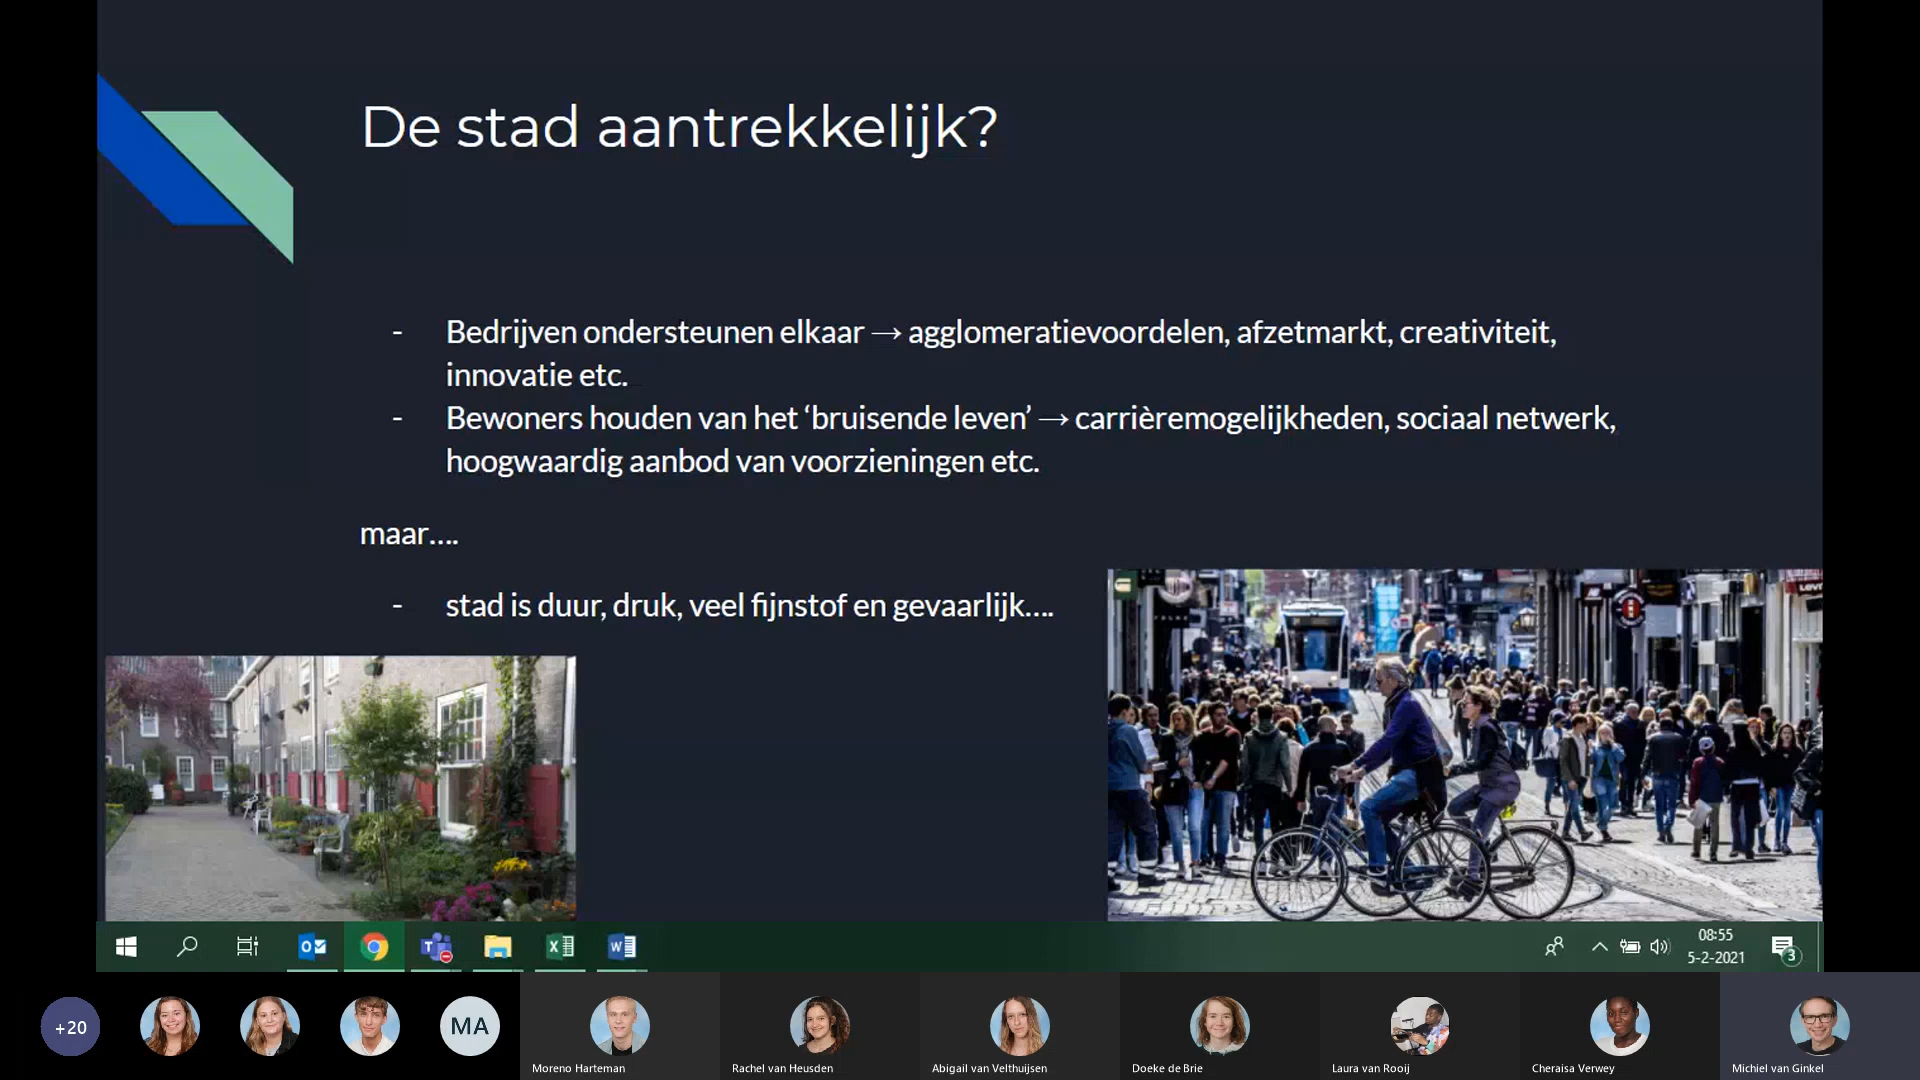 De stad aantrekkelijk?
- Bedrijven ondersteunen elkaar → agglomeratievoordelen, afzetmarkt, creativiteit,
innovatie etc.
- Bewoners houden van het ‘bruisende leven’ → carrièremogelijkheden, sociaal netwerk,
hoogwaardig aanbod van voorzieningen etc.
maar....
- stad is duur, druk, veel fijnstof en gevaarlijk....
08:55
5-2-2021
3
+20
MA
Moreno Harteman
Rachel van Heusden
Abigail van Velthuijsen
Doeke de Brie
Laura van Rooij
Cheraisa Verwey
Michiel van Ginkel